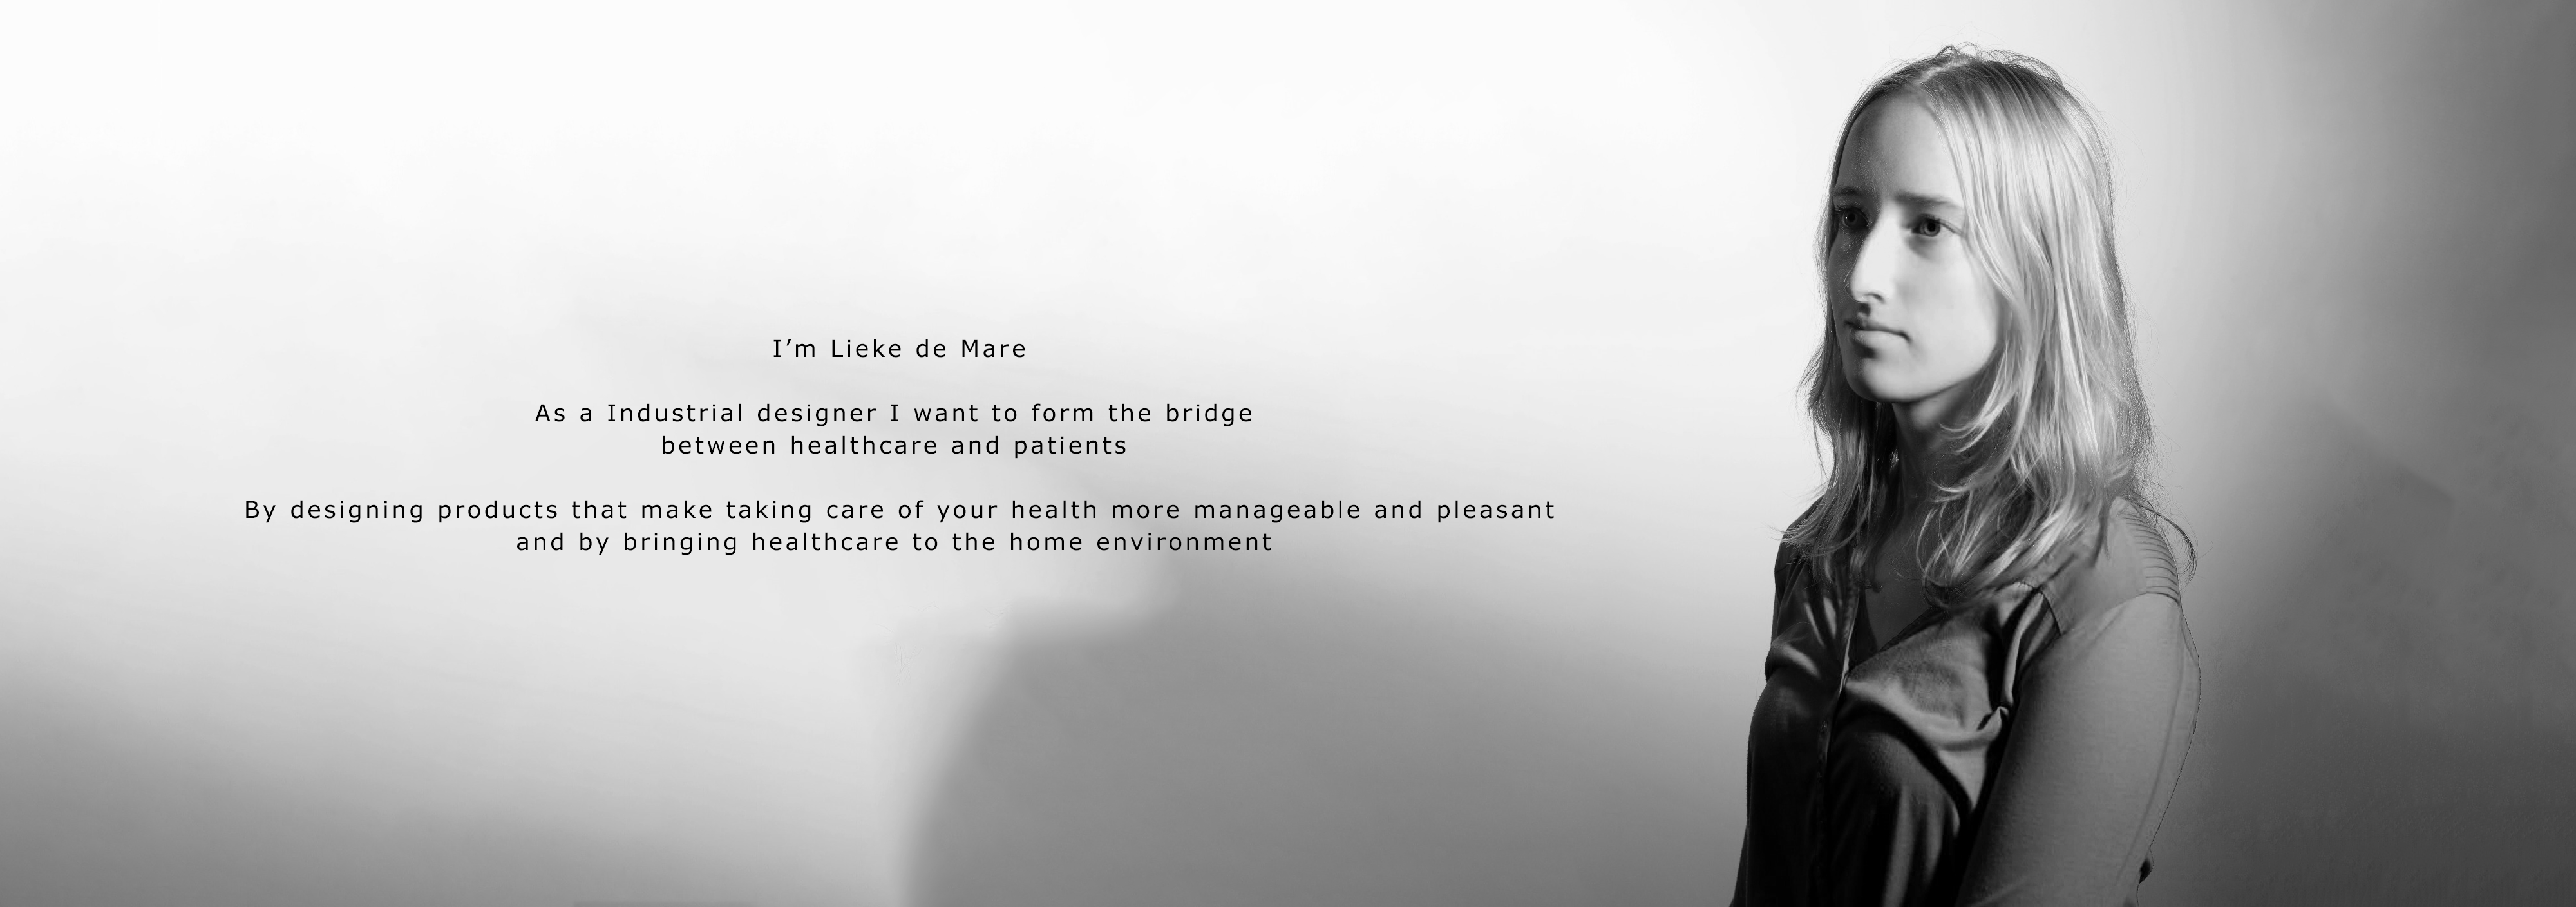 I’m Lieke de Mare
As a Industrial designer I want to form the bridge
between healthcare and patients
By designing products that make taking care of your health more manageable and pleasant
and by bringing healthcare to the home environment